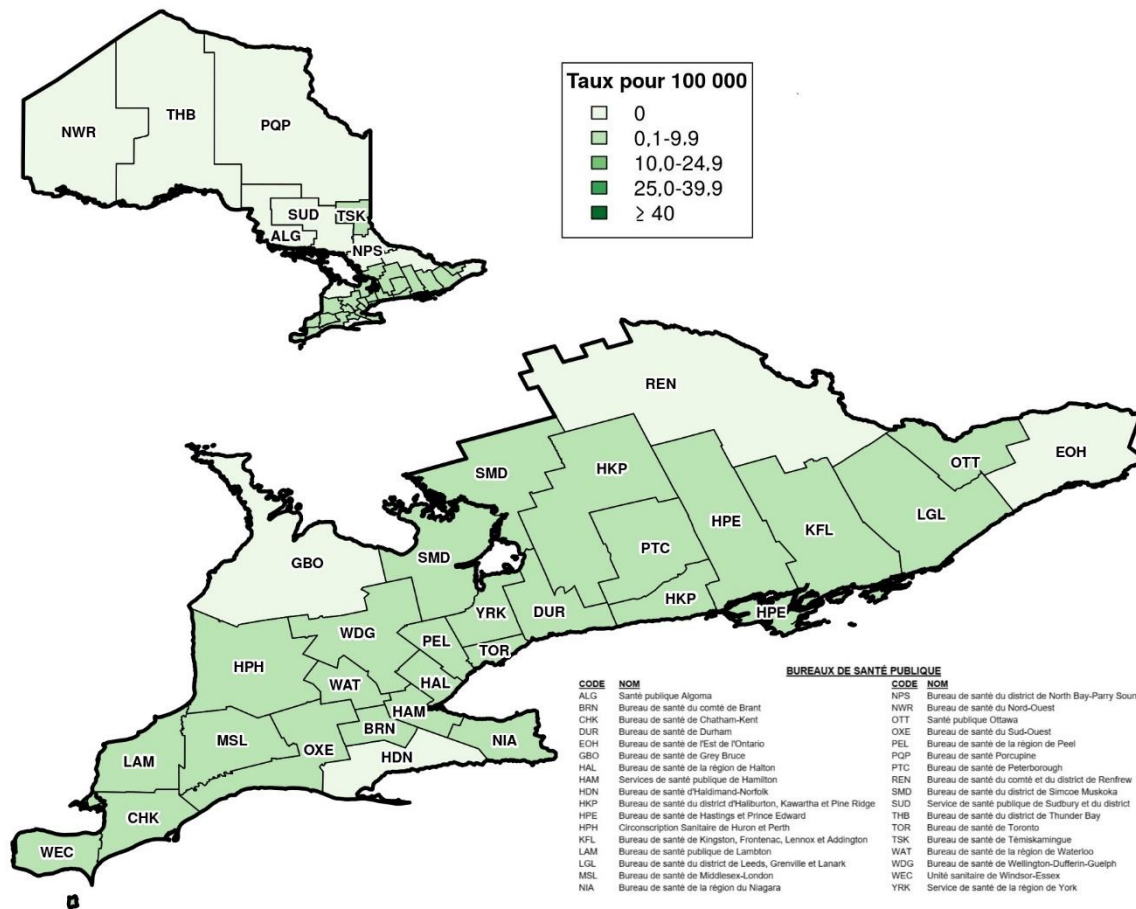 Taux pour 100 000
0
0,1-9,9
10,0-24,9
25,0-39,9
≥ 40
NWR
THB
PQP
SUD
TSK
ALG
NPS
REN
SMD
HKP
OTT
EOH
HPE
KFL
LGL
GBO
SMD
PTC
HKP
HPE
YRK
DUR
WDG
PEL
TOR
HPH
WAT
HAL
HAM
BRN
MSL
OXE
HDN
NIA
LAM
CHK
WEC
BUREAUX DE SANTÉ PUBLIQUE
CODE NOM
ALG Santé publique Algoma
BRN Bureau de santé du comté de Brant
CHK Bureau de santé de Chatham-Kent
DUR Bureau de santé de Durham
EOH Bureau de santé de l'Est de l'Ontario
GBO Bureau de santé de Grey Bruce
HAL Bureau de santé de la région de Halton
HAM Services de santé publique de Hamilton
HDN Bureau de santé d'Haldimand-Norfolk
HKP Bureau de santé du district d'Haliburton, Kawartha et Pine Ridge
HPE Bureau de santé de Hastings et Prince Edward
HPH Circonscription Sanitaire de Huron et Perth
KFL Bureau de santé de Kingston, Frontenac, Lennox et Addington
LAM Bureau de santé publique de Lambton
LGL Bureau de santé du district de Leeds, Grenville et Lanark
MSL Bureau de santé de Middlesex-London
NIA Bureau de santé de la région du Niagara
CODE NOM
NPS Bureau de santé du district de North Bay-Parry Soun
NWR Bureau de santé du Nord-Ouest
OTT Santé publique Ottawa
OXE Bureau de santé du Sud-Ouest
PEL Bureau de santé de la région de Peel
PQP Bureau de santé Porcupine
PTC Bureau de santé de Peterborough
REN Bureau de santé du comté et du district de Renfrew
SMD Bureau de santé du district de Simcoe Muskoka
SUD Service de santé publique de Sudbury et du district
THB Bureau de santé du district de Thunder Bay
TOR Bureau de santé de Toronto
TSK Bureau de santé de Témiskamingue
WAT Bureau de santé de la région de Waterloo
WDG Bureau de santé de Wellington-Dufferin-Guelph
WEC Unité sanitaire de Windsor-Essex
YRK Service de santé de la région de York